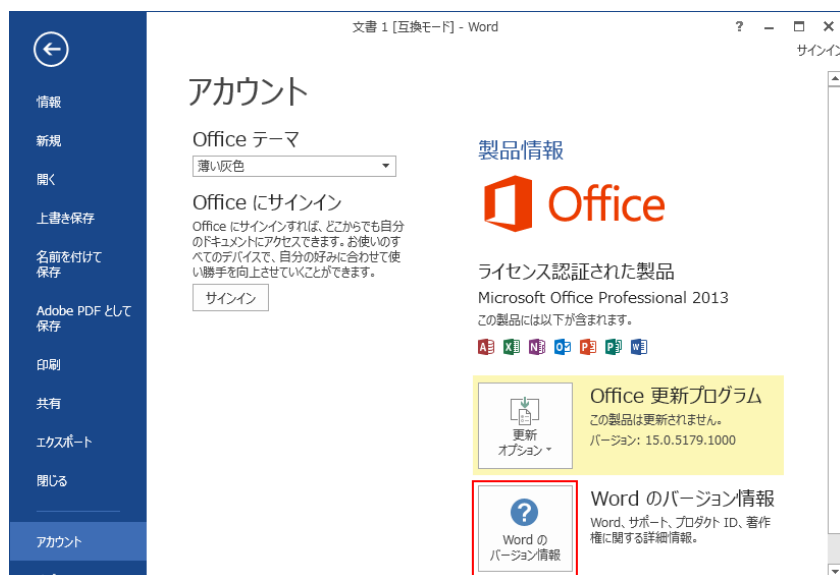 文書 1 [互換モード] - Word
?
サインイン
情報
新規
開く
上書き保存
名前を付けて
保存
Adobe PDF として
保存
印刷
共有
エクスポート
閉じる
アカウント
アカウント
Office テーマ
薄い灰色
Office にサインイン
Office にサインインすれば、どこからでも自分
のドキュメントにアクセスできます。お使いのす
べてのデバイスで、自分の好みに合わせて使
い勝手を向上させていくことができます。
サインイン
製品情報
Office
ライセンス認証された製品
Microsoft Office Professional 2013
この製品には以下が含まれます。
更新
オプション
Office 更新プログラム
この製品は更新されません。
バージョン: 15.0.5179.1000
Word の
バージョン情報
Word のバージョン情報
Word、サポート、プロダクト ID、著作
権に関する詳細情報。